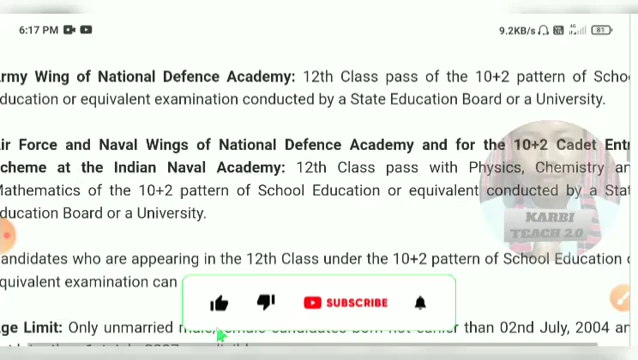 6:17 PM
9.2KB/s 81
rmy Wing of National Defence Academy: 12th Class pass of the 10+2 pattern of Schoo
ducation or equivalent examination conducted by a State Education Board or a University.
ir Force and Naval Wings of National Defence Academy and for the 10+2 Cadet Entr
cheme at the Indian Naval Academy: 12th Class pass with Physics, Chemistry an
Mathematics of the 10+2 pattern of School Education or equivalent conducted by a Stat
ducation Board or a University.
KARBI
TEACH 2.0
andidates who are appearing in the 12th Class under the 10+2 pattern of School Education o
quivalent examination can
SUBSCRIBE
ge Limit: Only unmarried than 02nd July, 2004 an